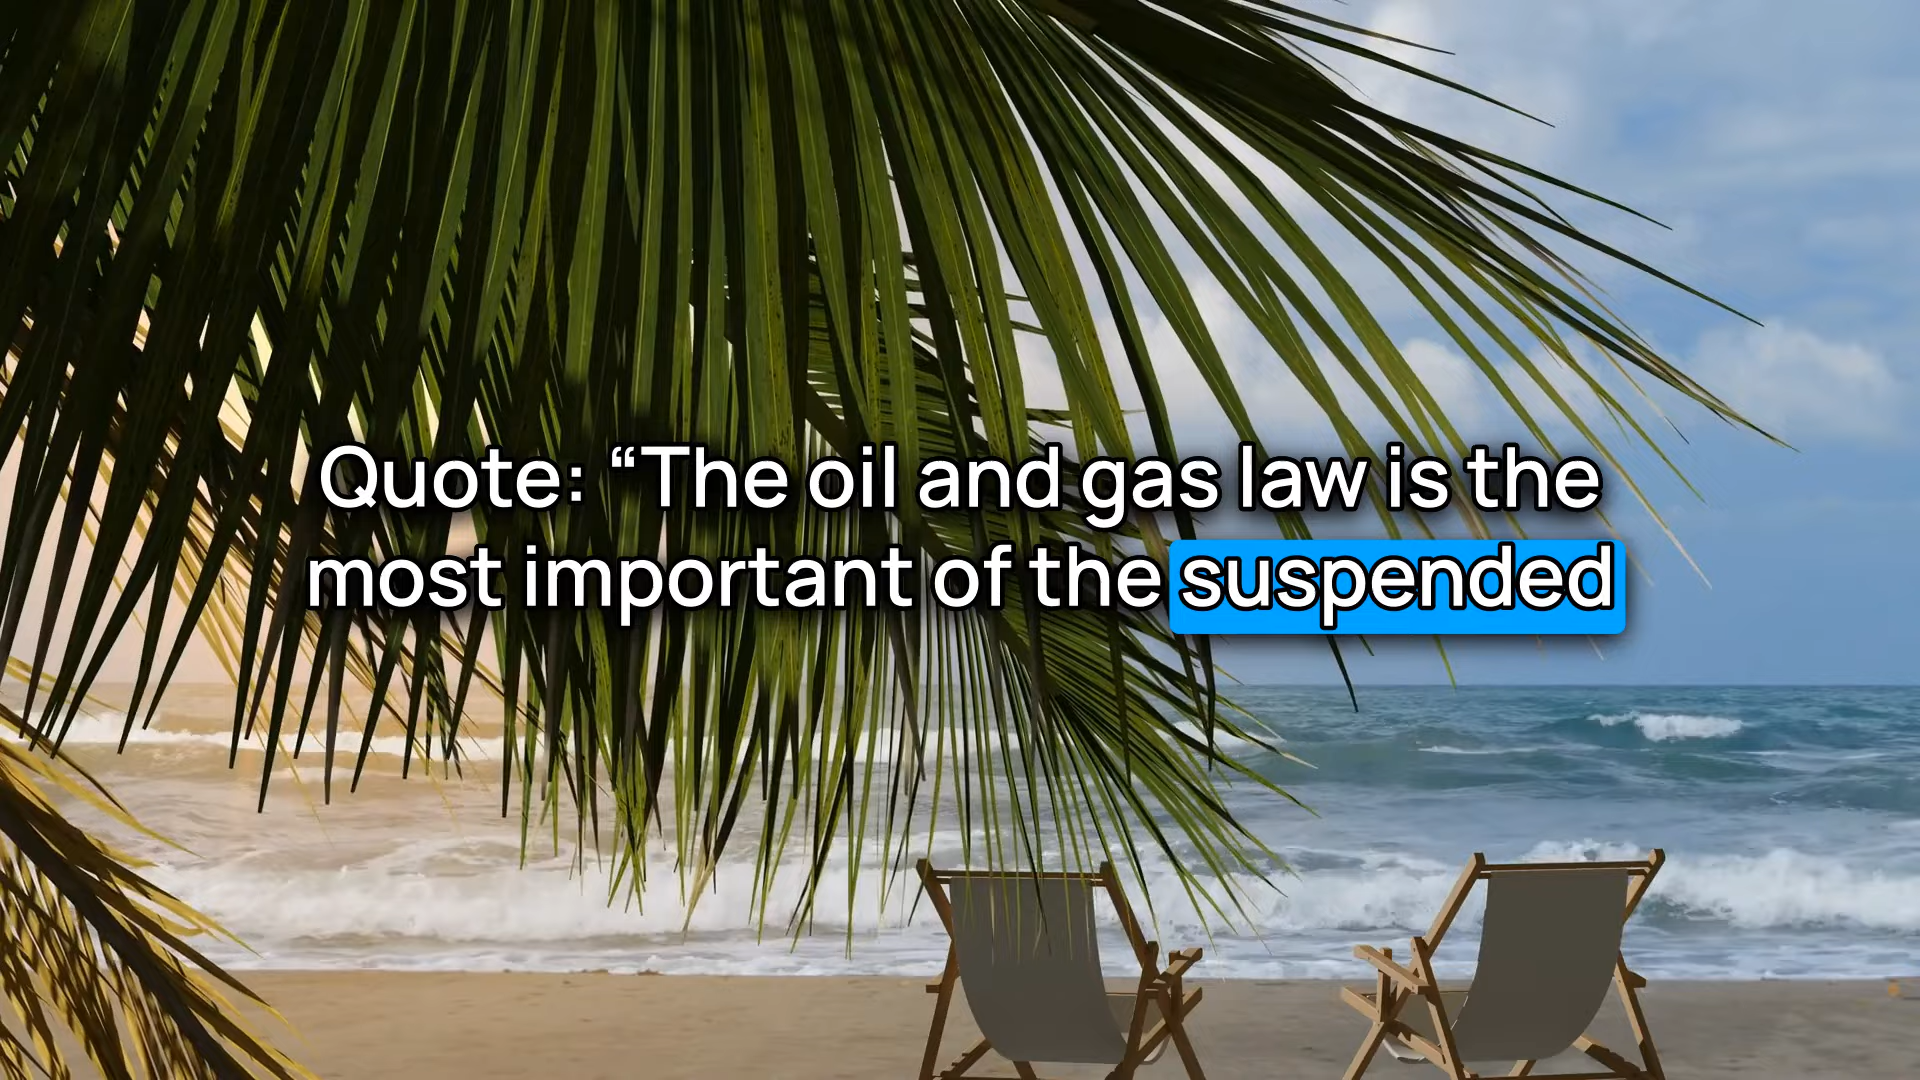 Quote: “The oil and gas law is the
most important of the suspended